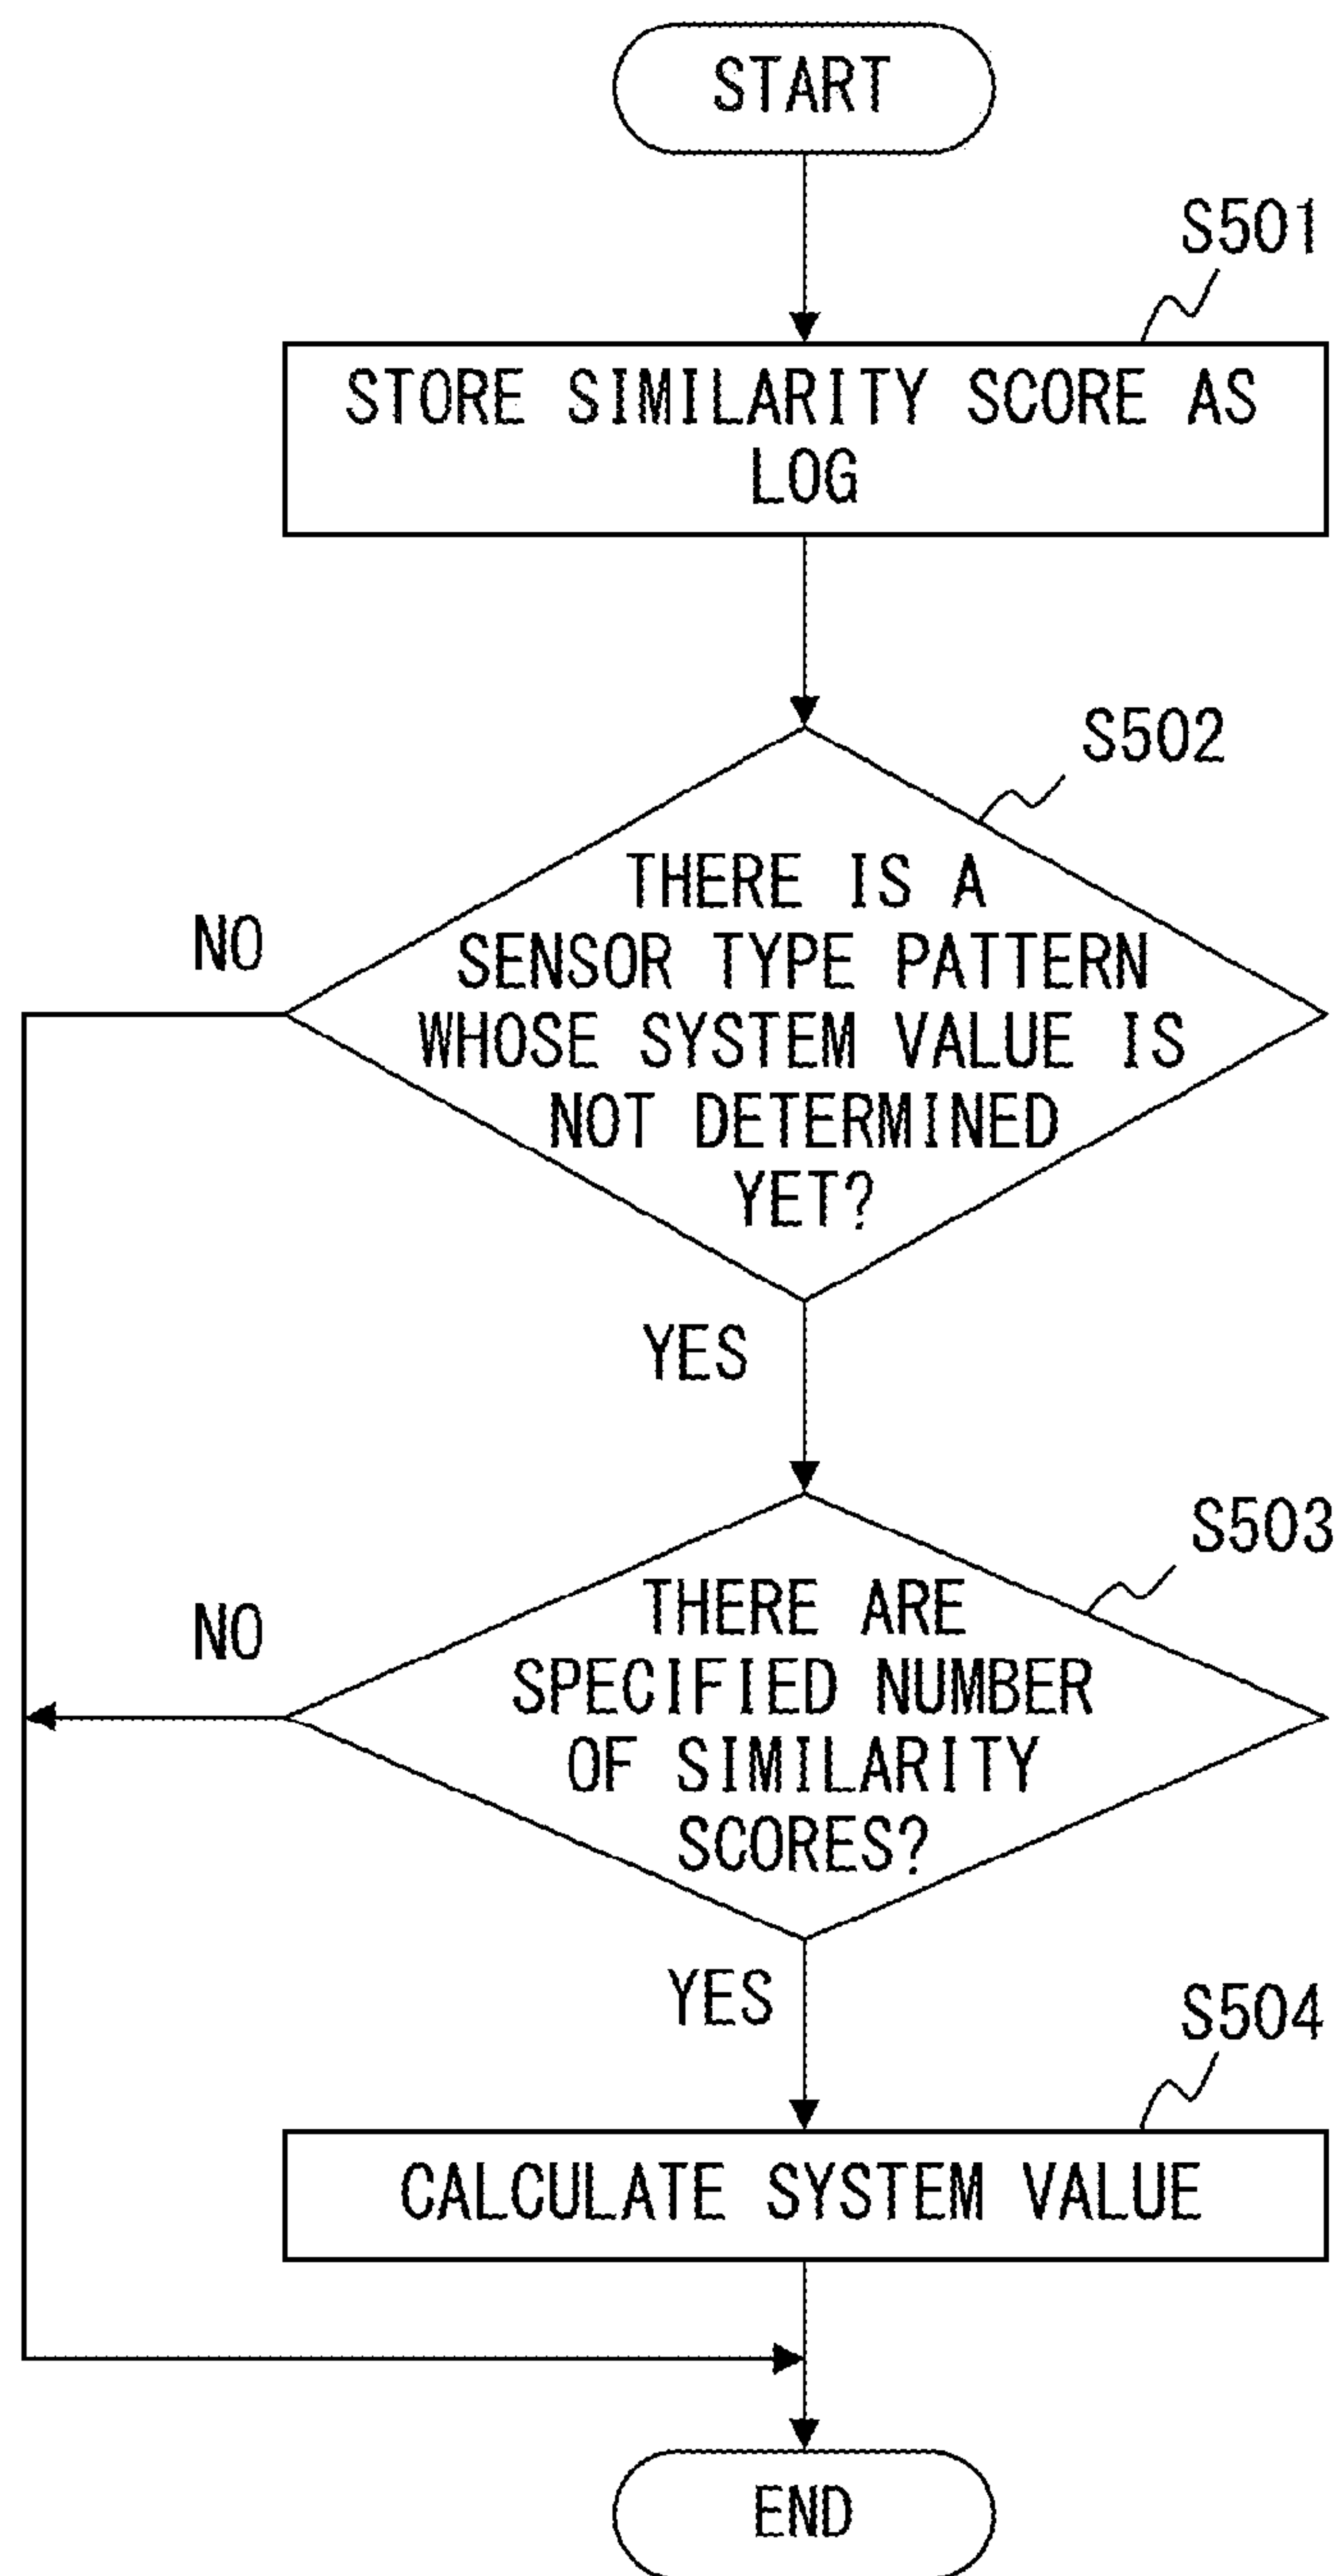 START
S501
STORE SIMILARITY SCORE AS
LOG
S502
THERE IS A
SENSOR TYPE PATTERN
WHOSE SYSTEM VALUE IS
NOT DETERMINED
YET?
NO
YES
S503
THERE ARE
SPECIFIED NUMBER
OF SIMILARITY
SCORES?
NO
YES
S504
CALCULATE SYSTEM VALUE
END